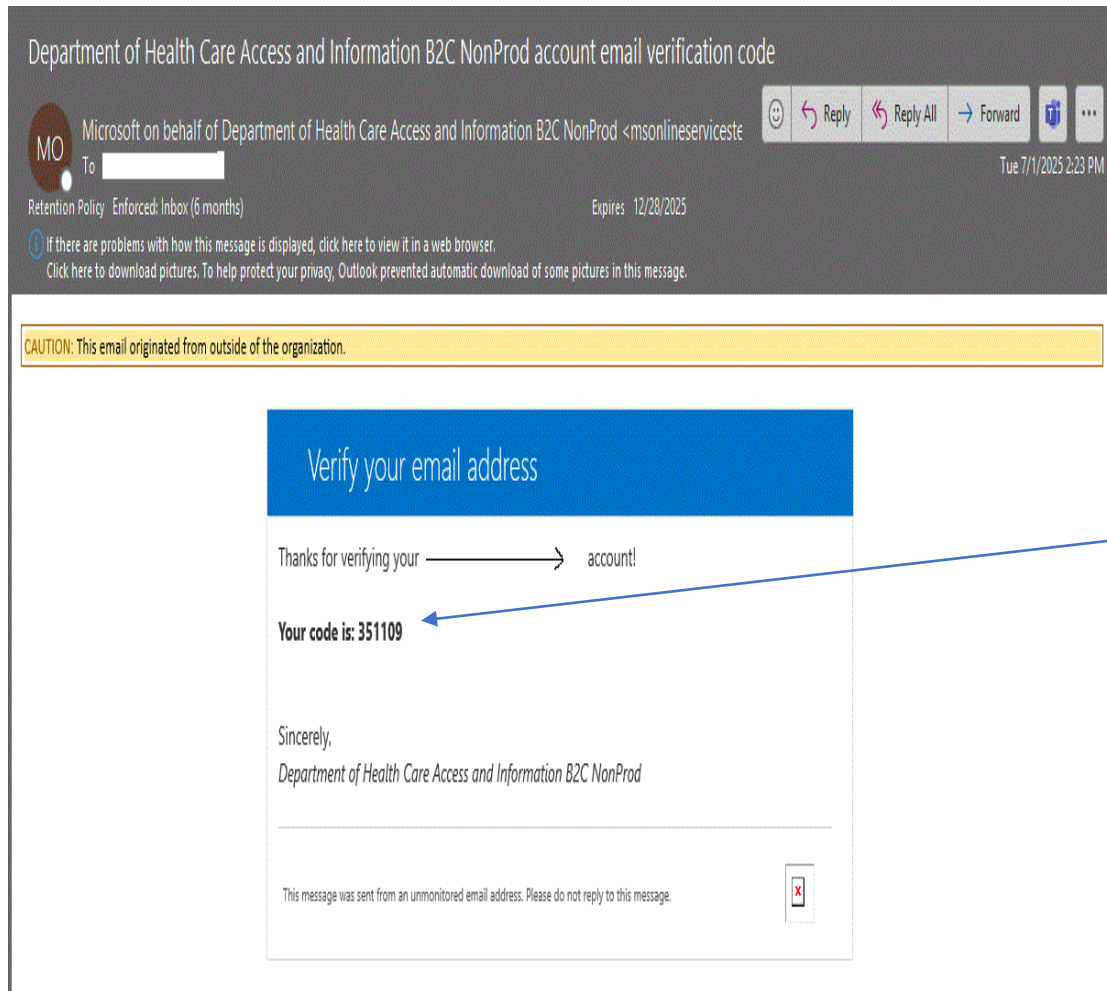 Department of Health Care Access and Information B2C NonProd account email verification code
Reply
Reply All
Forward
MO
Microsoft on behalf of Department of Health Care Access and Information B2C NonProd <msonlineserviceste
To
Tue 7/1/2025 2:23 PM
Retention Policy Enforced: Inbox (6 months)
Expires 12/28/2025
If there are problems with how this message is displayed, click here to view it in a web browser.
Click here to download pictures. To help protect your privacy, Outlook prevented automatic download of some pictures in this message.
CAUTION: This email originated from outside of the organization.
Verify your email address
Thanks for verifying your account!
Your code is: 351109
Sincerely,
Department of Health Care Access and Information B2C NonProd
This message was sent from an unmonitored email address. Please do not reply to this message.